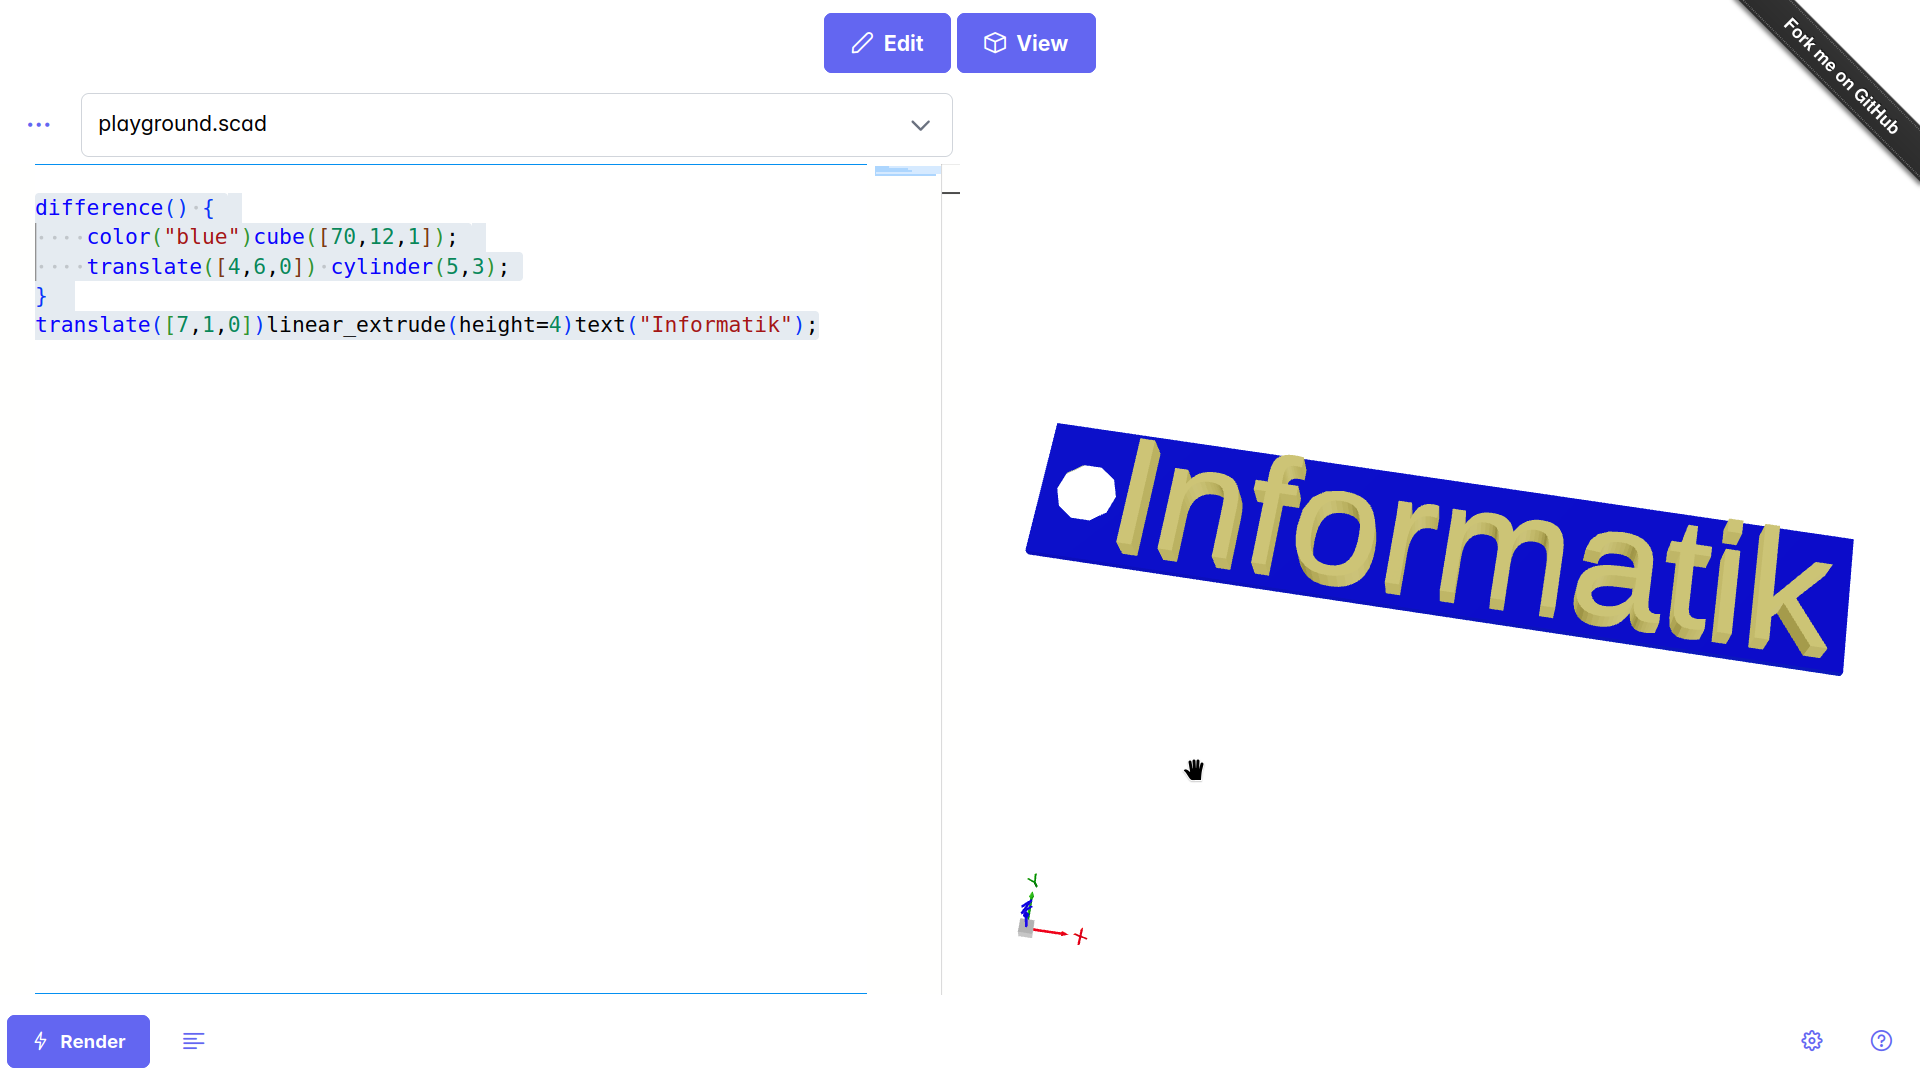 Edit
View
Fork me on GitHub
playground.scad
difference() {
    color("blue")cube([70,12,1]);
    translate([4,6,0]) cylinder(5,3);
}
translate([7,1,0])linear_extrude(height=4)text("Informatik");
Informatik
Y
Z
X
Render